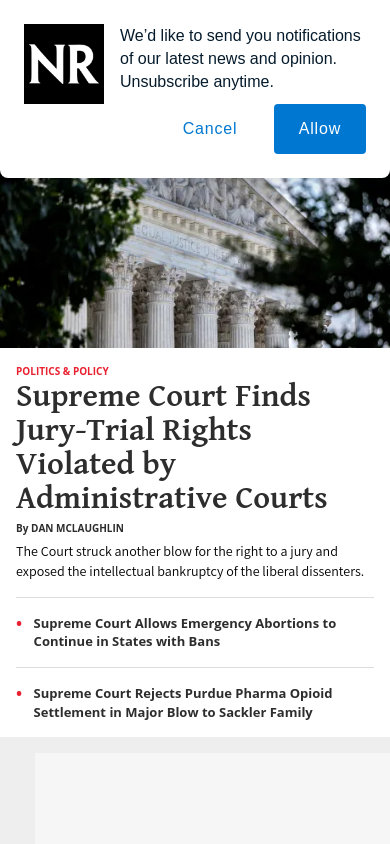 NR
We’d like to send you notifications
of our latest news and opinion.
Unsubscribe anytime.
Cancel
Allow
POLITICS & POLICY
Supreme Court Finds
Jury-Trial Rights
Violated by
Administrative Courts
By DAN MCLAUGHLIN
The Court struck another blow for the right to a jury and
exposed the intellectual bankruptcy of the liberal dissenters.
Supreme Court Allows Emergency Abortions to
Continue in States with Bans
Supreme Court Rejects Purdue Pharma Opioid
Settlement in Major Blow to Sackler Family